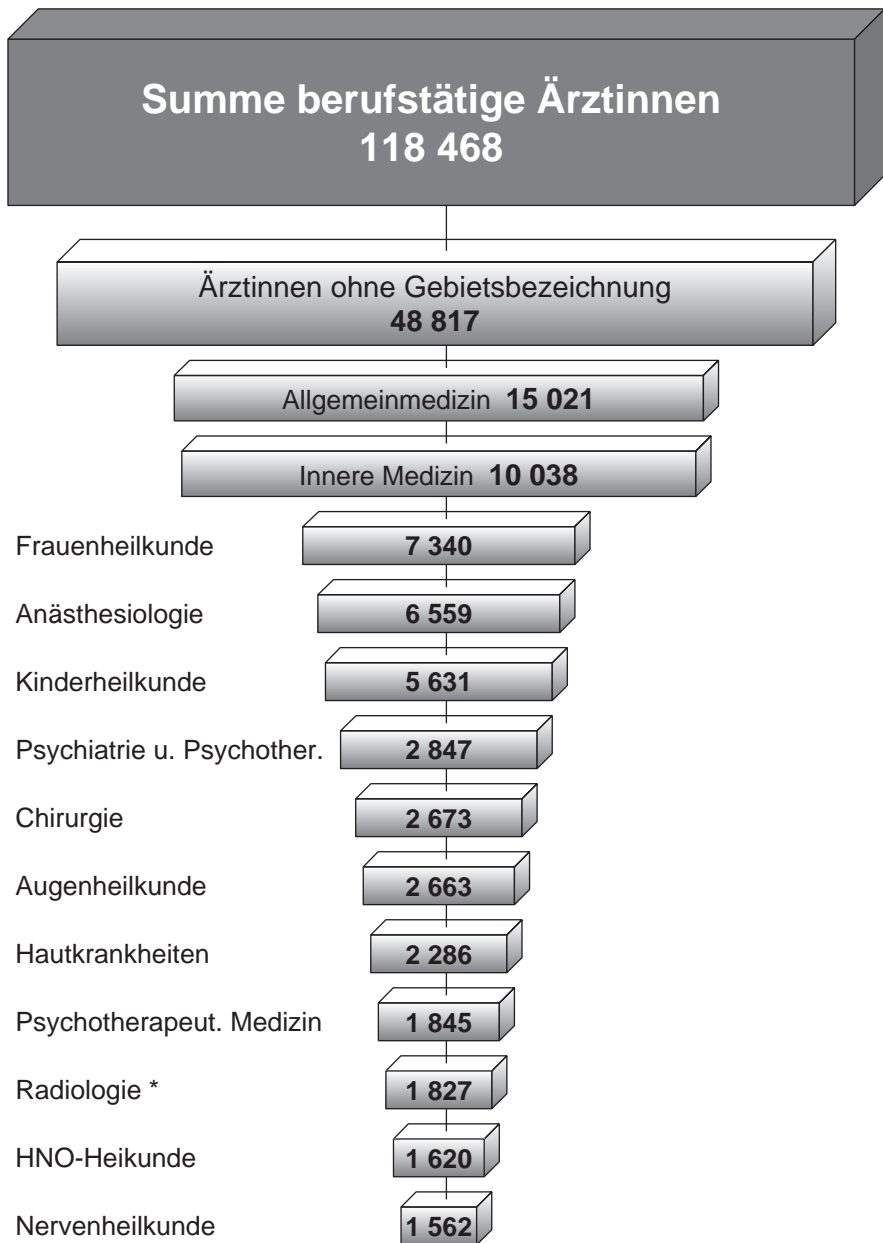 Summe berufstätige Ärztinnen
118 468
Ärztinnen ohne Gebietsbezeichnung
48 817
Allgemeinmedizin 15 021
Innere Medizin 10 038
Frauenheilkunde 7 340
Anästhesiologie 6 559
Kinderheilkunde 5 631
Psychiatrie u. Psychother. 2 847
Chirurgie 2 673
Augenheilkunde 2 663
Hautkrankheiten 2 286
Psychotherapeut. Medizin 1 845
Radiologie * 1 827
HNO-Heikunde 1 620
Nervenheilkunde 1 562